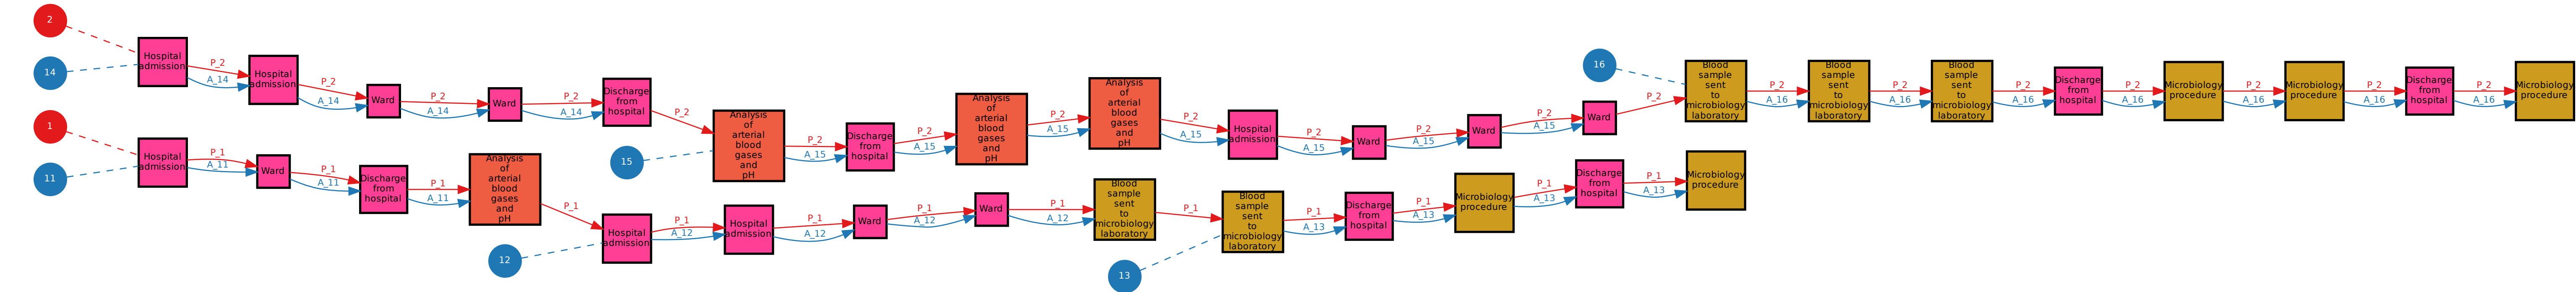 2
14
Hospital
admission
P_2
A_14
Hospital
admission
P_2
A_14
Ward
P_2
A_14
Ward
P_2
A_14
Discharge
from
hospital
P_2
Analysis
of
arterial
blood
gases
and
pH
15
P_2
A_15
Discharge
from
hospital
P_2
A_15
Analysis
of
arterial
blood
gases
and
pH
P_2
A_15
Analysis
of
arterial
blood
gases
and
pH
P_2
A_15
Hospital
admission
P_2
A_15
Ward
P_2
A_15
Ward
P_2
A_15
Ward
P_2
16
Blood
sample
sent
to
microbiology
laboratory
P_2
A_16
Blood
sample
sent
to
microbiology
laboratory
P_2
A_16
Blood
sample
sent
to
microbiology
laboratory
P_2
A_16
Discharge
from
hospital
P_2
A_16
Microbiology
procedure
P_2
A_16
Microbiology
procedure
P_2
A_16
Discharge
from
hospital
P_2
A_16
Microbiology
procedure
1
11
Hospital
admission
P_1
A_11
Ward
P_1
A_11
Discharge
from
hospital
P_1
A_11
Analysis
of
arterial
blood
gases
and
pH
P_1
12
Hospital
admission
P_1
A_12
Hospital
admission
P_1
A_12
Ward
P_1
A_12
Ward
P_1
A_12
Blood
sample
sent
to
microbiology
laboratory
P_1
13
Blood
sample
sent
to
microbiology
laboratory
P_1
A_13
Discharge
from
hospital
P_1
A_13
Microbiology
procedure
P_1
A_13
Discharge
from
hospital
P_1
A_13
Microbiology
procedure